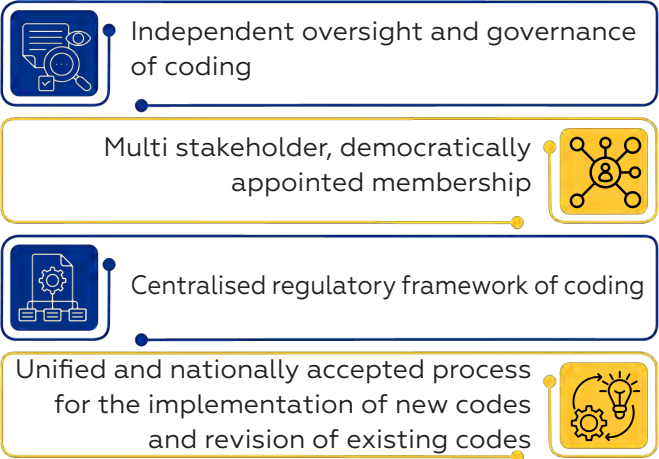 Independent oversight and governance
of coding
Multi stakeholder, democratically
appointed membership
Centralised regulatory framework of coding
Unified and nationally accepted process
for the implementation of new codes
and revision of existing codes